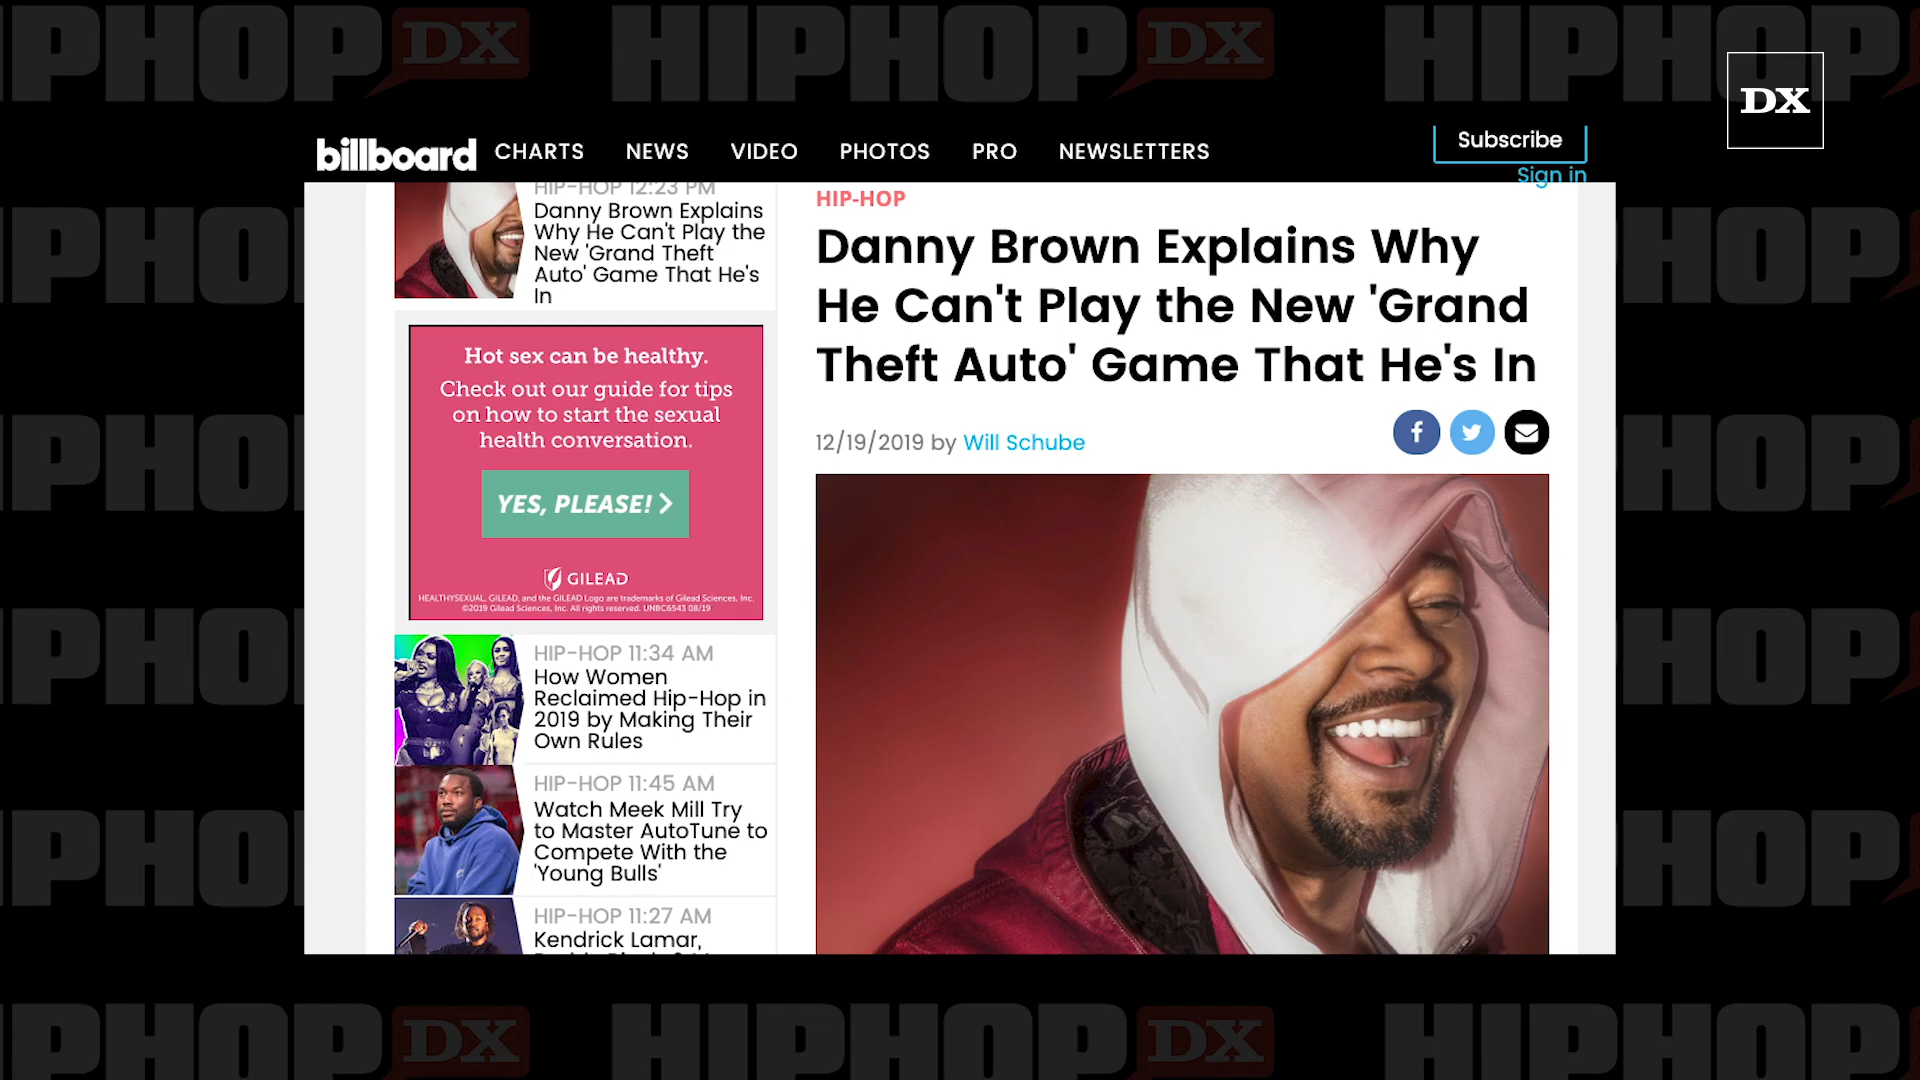 HIPHOP DX
HIPHOP DX
HIPHOP
DX
billboard
CHARTS NEWS VIDEO PHOTOS PRO NEWSLETTERS
Subscribe
Sign in
HIP-HOP 12:23 PM
Danny Brown Explains
Why He Can't Play the
New 'Grand Theft
Auto' Game That He's
In
Hot sex can be healthy.
Check out our guide for tips
on how to start the sexual
health conversation.
YES, PLEASE!
GILEAD
HEALTHYSEXUAL, GILEAD, and the GILEAD Logo are trademarks of Gilead Sciences, Inc.
©2019 Gilead Sciences, Inc. All rights reserved. UNBC6543 08/19
HIP-HOP 11:34 AM
How Women
Reclaimed Hip-Hop in
2019 by Making Their
Own Rules
HIP-HOP 11:45 AM
Watch Meek Mill Try
to Master AutoTune to
Compete With the
'Young Bulls'
HIP-HOP 11:27 AM
Kendrick Lamar,
HIP-HOP
Danny Brown Explains Why
He Can't Play the New 'Grand
Theft Auto' Game That He's In
12/19/2019 by Will Schube
HIPHOP DX
HIPHOP DX
HIPHOP